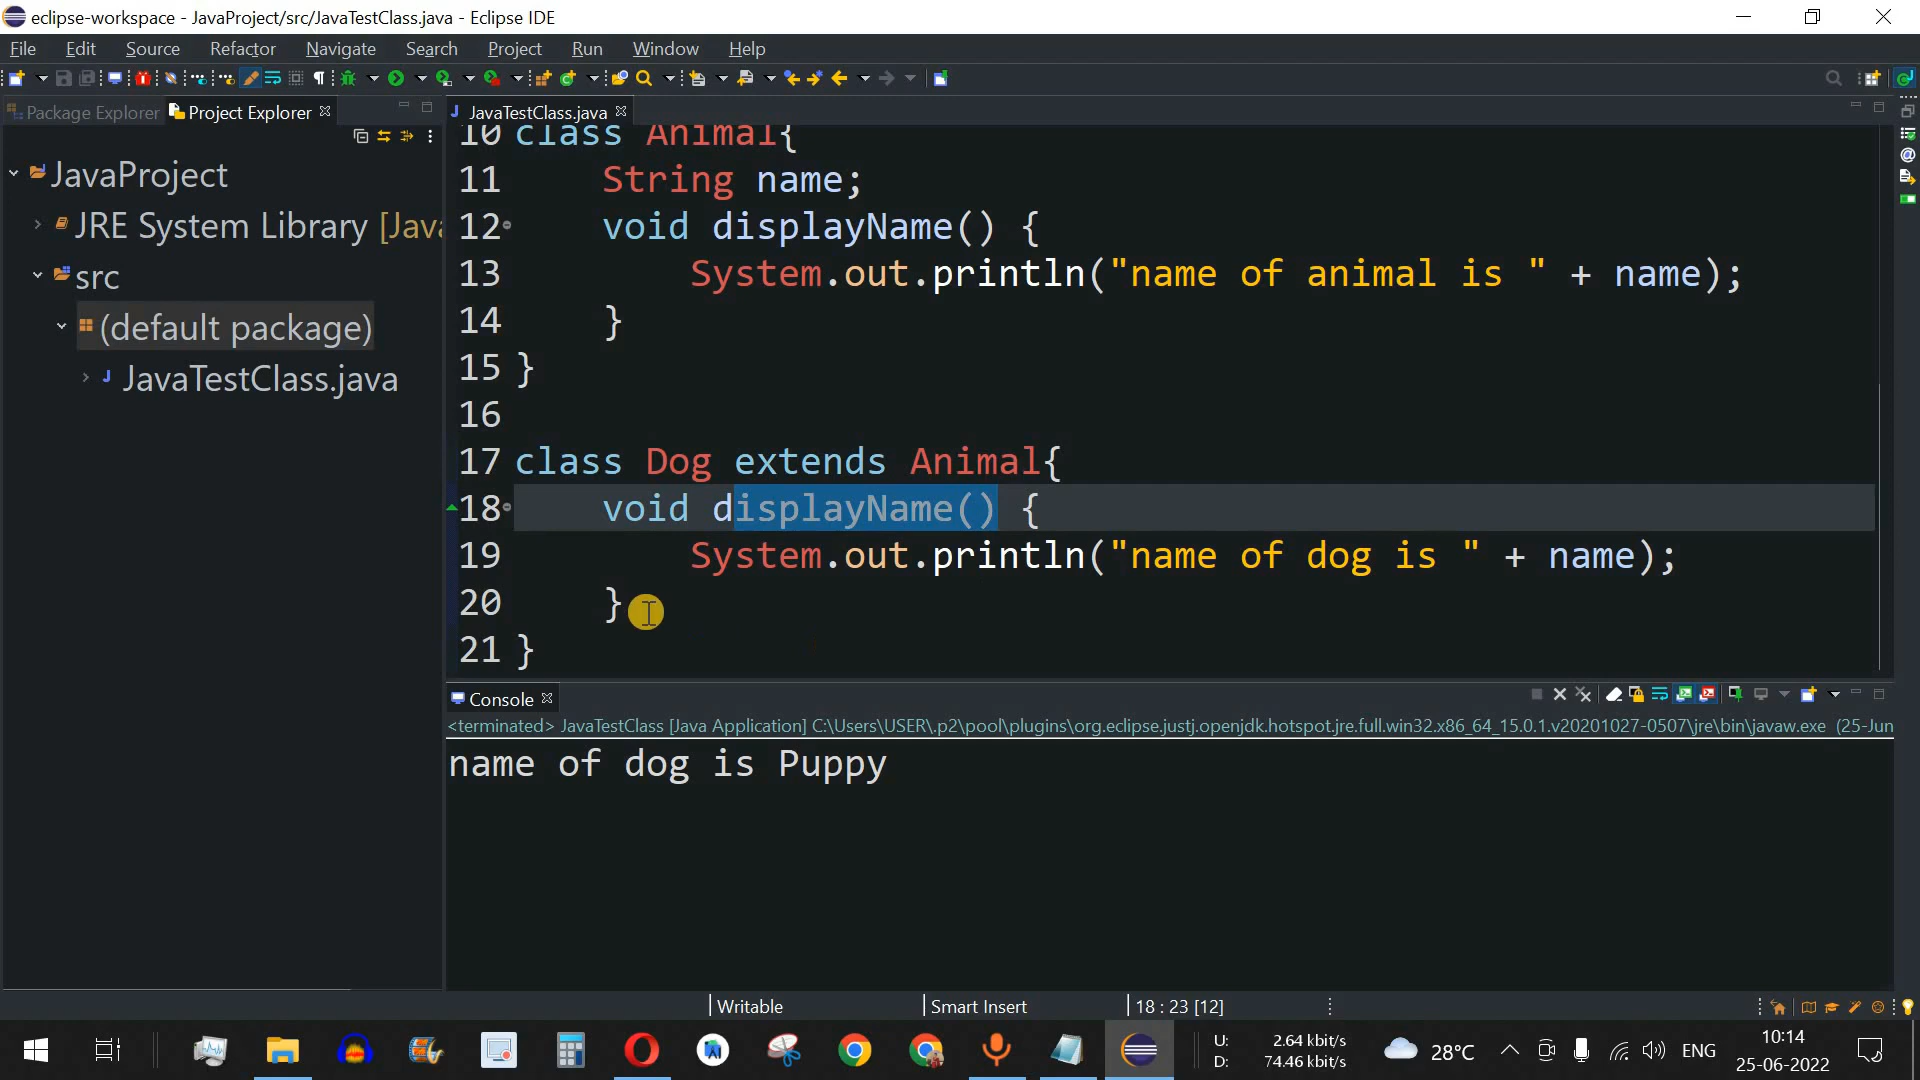 eclipse-workspace - JavaProject/src/JavaTestClass.java - Eclipse IDE
File Edit Source Refactor Navigate Search Project Run Window Help
Package Explorer Project Explorer
JavaTestClass.java
JavaProject
JRE System Library [Java
src
(default package)
JavaTestClass.java
10 class Animal{
11 String name;
12 void displayName() {
13 System.out.println("name of animal is " + name);
14 }
15 }
16
17 class Dog extends Animal{
18 void displayName() {
19 System.out.println("name of dog is " + name);
20 }
21 }
Console
<terminated> JavaTestClass [Java Application] C:\Users\USER\.p2\pool\plugins\org.eclipse.justj.openjdk.hotspot.jre.full.win32.x86_64_15.0.1.v20201027-0507\jre\bin\javaw.exe (25-Jun
name of dog is Puppy
Writable Smart Insert 18 : 23 [12]
U: 2.64 kbit/s
D: 74.46 kbit/s
28°C
ENG
10:14
25-06-2022